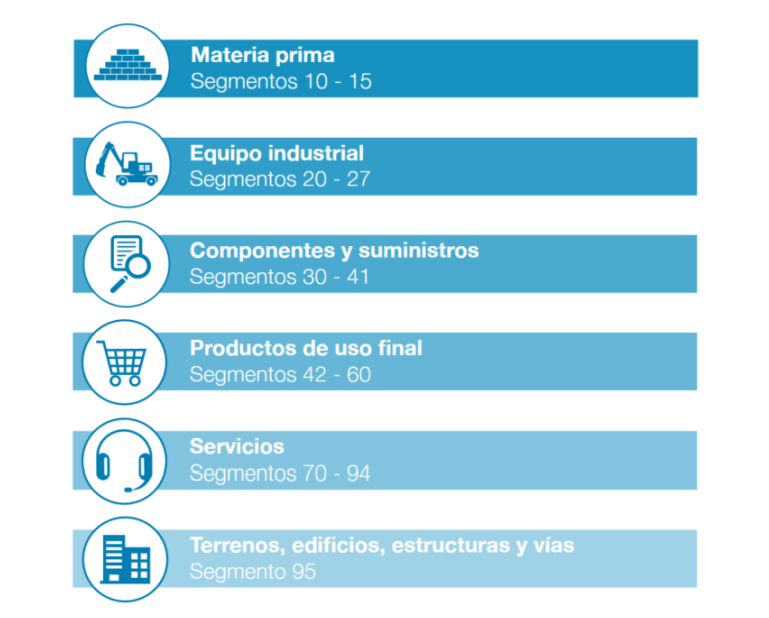 Materia prima
Segmentos 10 - 15
Equipo industrial
Segmentos 20 - 27
Componentes y suministros
Segmentos 30 - 41
Productos de uso final
Segmentos 42 - 60
Servicios
Segmentos 70 - 94
Terrenos, edificios, estructuras y vías
Segmento 95